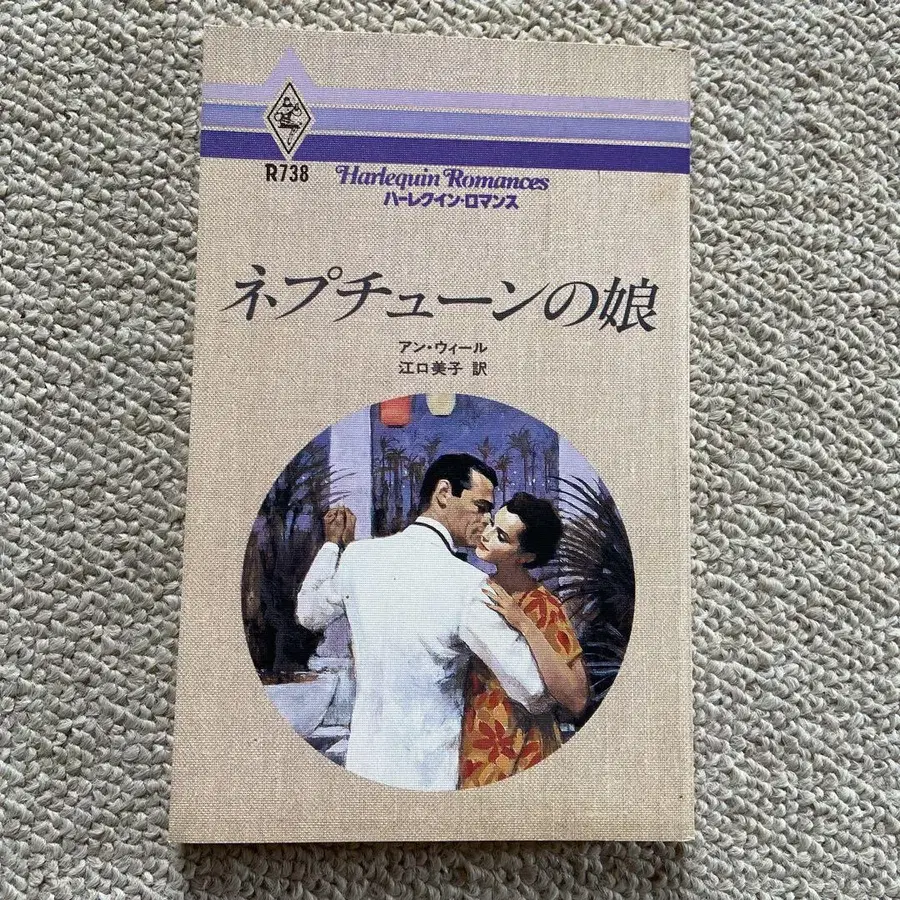 R738
Harlequin Romances
ハーレクイン・ロマンス
ネプチューンの娘
アン・ウィール
江口美子 訳